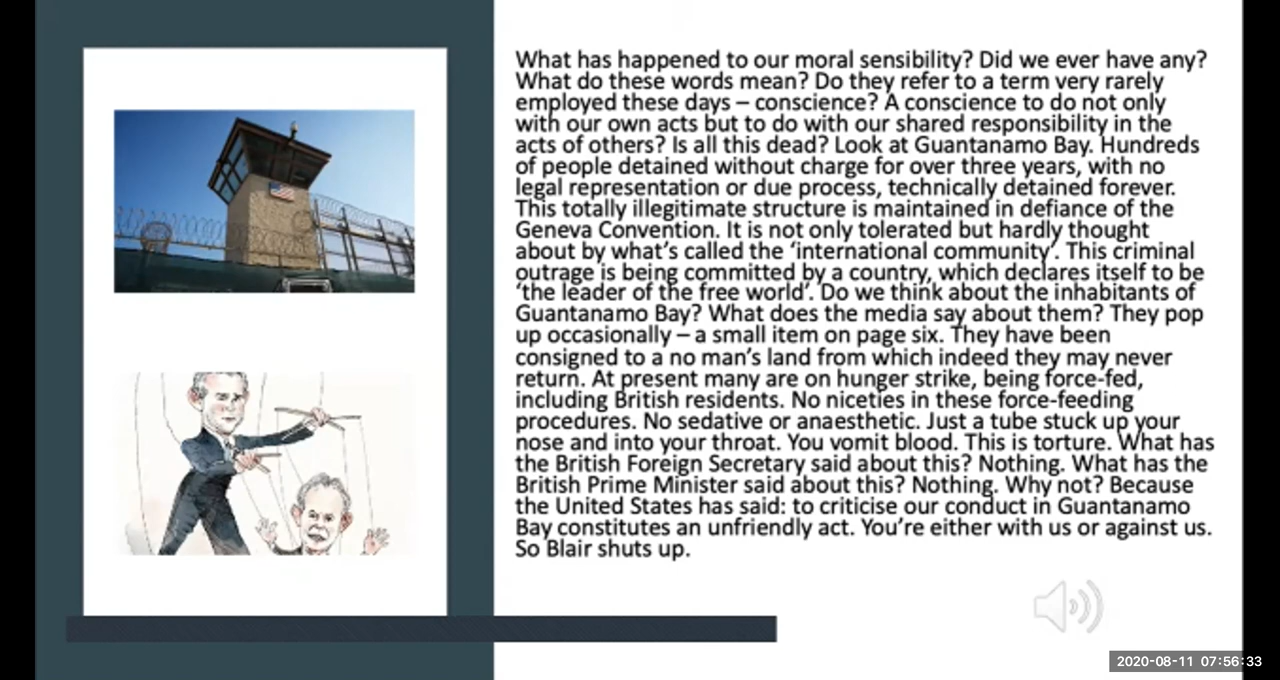 What has happened to our moral sensibility? Did we ever have any?
What do these words mean? Do they refer to a term very rarely
employed these days – conscience? A conscience to do not only
with our own acts but to do with our shared responsibility in the
acts of others? Is all this dead? Look at Guantanamo Bay. Hundreds
of people detained without charge for over three years, with no
legal representation or due process, technically detained forever.
This totally illegitimate structure is maintained in defiance of the
Geneva Convention. It is not only tolerated but hardly thought
about by what’s called the ‘international community’. This criminal
outrage is being committed by a country, which declares itself to be
‘the leader of the free world’. Do we think about the inhabitants of
Guantanamo Bay? What does the media say about them? They pop
up occasionally – a small item on page six. They have been
consigned to a no man’s land from which indeed they may never
return. At present many are on hunger strike, being force-fed,
including British residents. No niceties in these force-feeding
procedures. No sedative or anaesthetic. Just a tube stuck up your
nose and into your throat. You vomit blood. This is torture. What has
the British Foreign Secretary said about this? Nothing. What has the
British Prime Minister said about this? Nothing. Why not? Because
the United States has said: to criticise our conduct in Guantanamo
Bay constitutes an unfriendly act. You’re either with us or against us.
So Blair shuts up.
2020-08-11 07:56:33